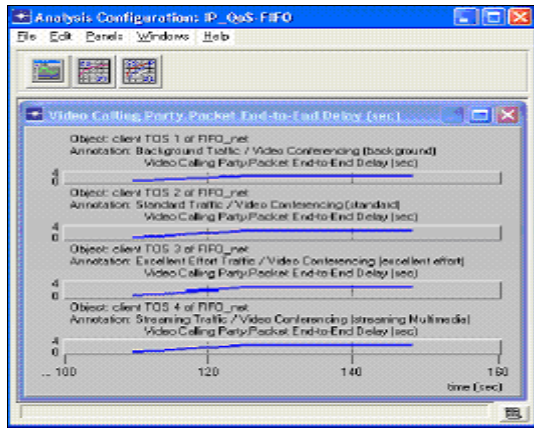 Analysis Configuration: IP_QoS-FIFO
File Edit Panels Windows Help
Video Calling Party.Packet End-to-End Delay (sec)
Object: client TOS 1 of FIFO_net
Annotation: Background Traffic / Video Conferencing (background)
Video Calling Party.Packet End-to-End Delay (sec)
4
0
Object: client TOS 2 of FIFO_net
Annotation: Standard Traffic / Video Conferencing (standard)
Video Calling Party.Packet End-to-End Delay (sec)
4
0
Object: client TOS 3 of FIFO_net
Annotation: Excellent Effort Traffic / Video Conferencing (excellent effort)
Video Calling Party.Packet End-to-End Delay (sec)
4
0
Object: client TOS 4 of FIFO_net
Annotation: Streaming Traffic / Video Conferencing (streaming Multimedia)
Video Calling Party.Packet End-to-End Delay (sec)
4
0
... 100 120 140 160
time (sec)